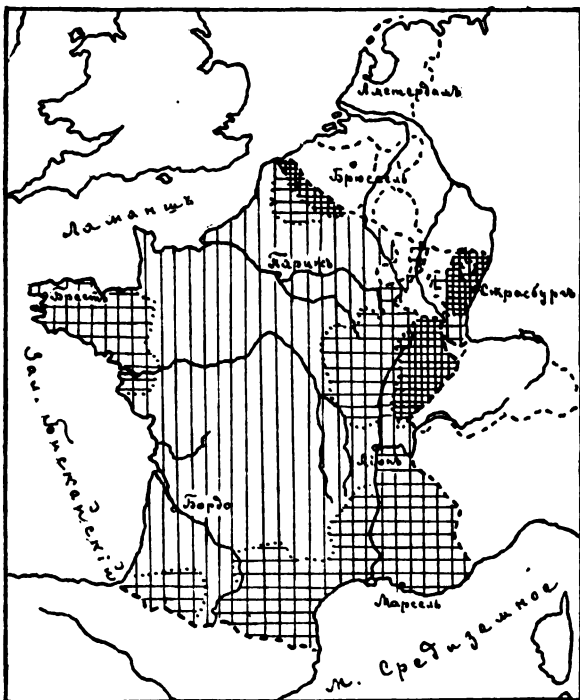 Амстердамъ
Брюссель
Ламаншъ
Парижъ
Страсбургъ
Брестъ
Зал. Бискайскій
Ліонъ
Бордо
Марсель
м. Средиземное